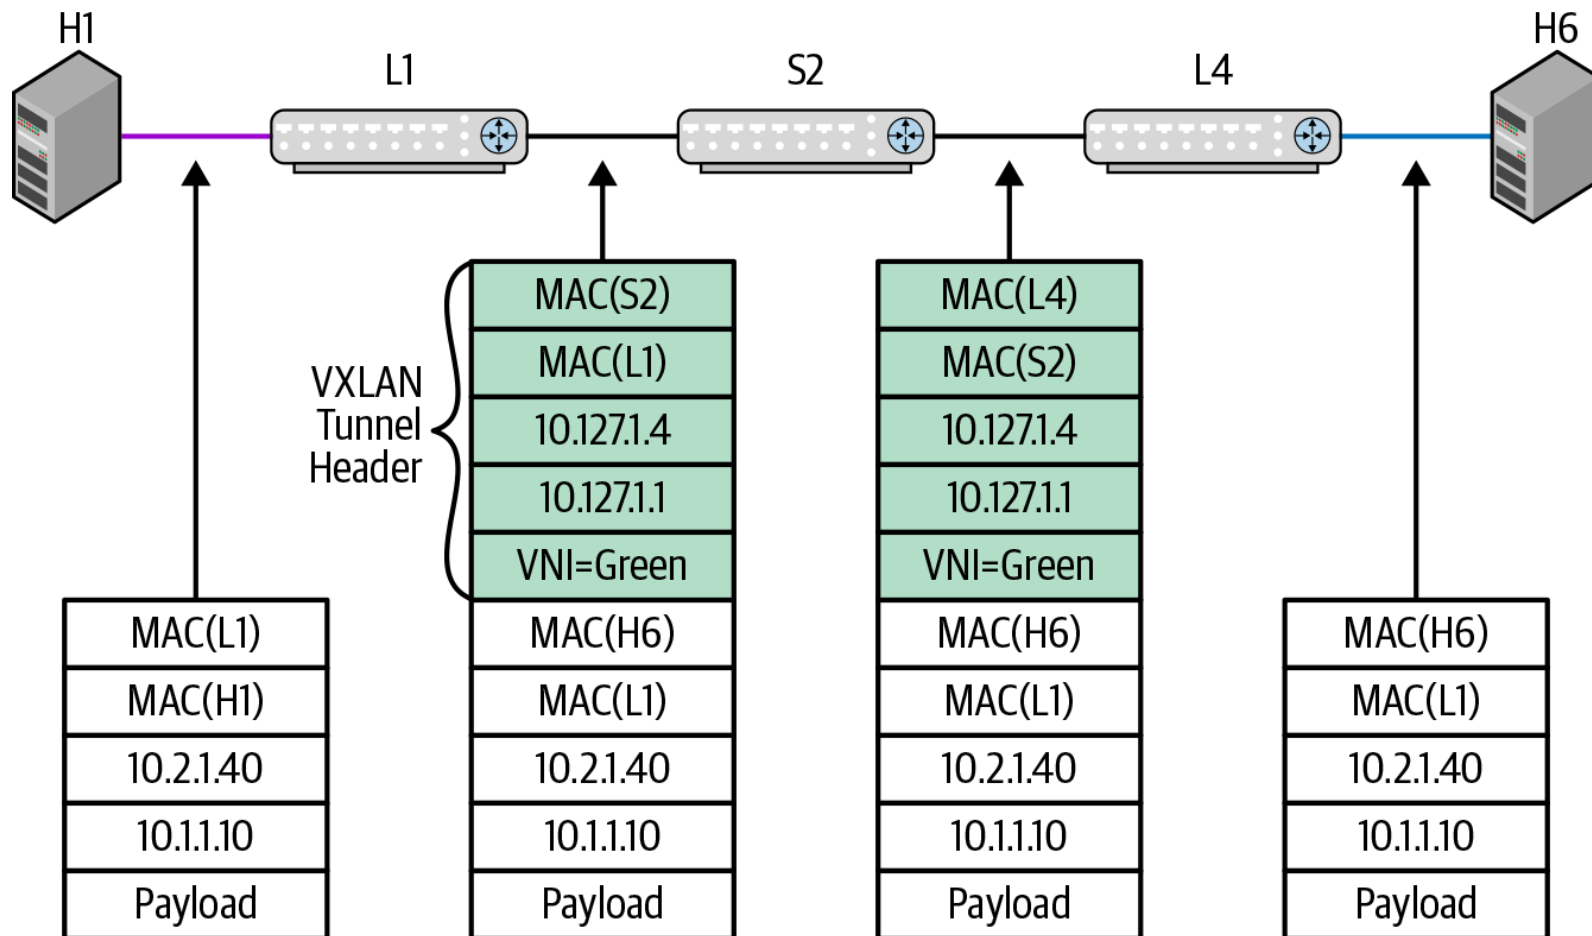 H1
L1
S2
L4
H6
VXLAN
Tunnel
Header
MAC(L1)
MAC(H1)
10.2.1.40
10.1.1.10
Payload
MAC(S2)
MAC(L1)
10.127.1.4
10.127.1.1
VNI=Green
MAC(H6)
MAC(L1)
10.2.1.40
10.1.1.10
Payload
MAC(L4)
MAC(S2)
10.127.1.4
10.127.1.1
VNI=Green
MAC(H6)
MAC(L1)
10.2.1.40
10.1.1.10
Payload
MAC(H6)
MAC(L1)
10.2.1.40
10.1.1.10
Payload